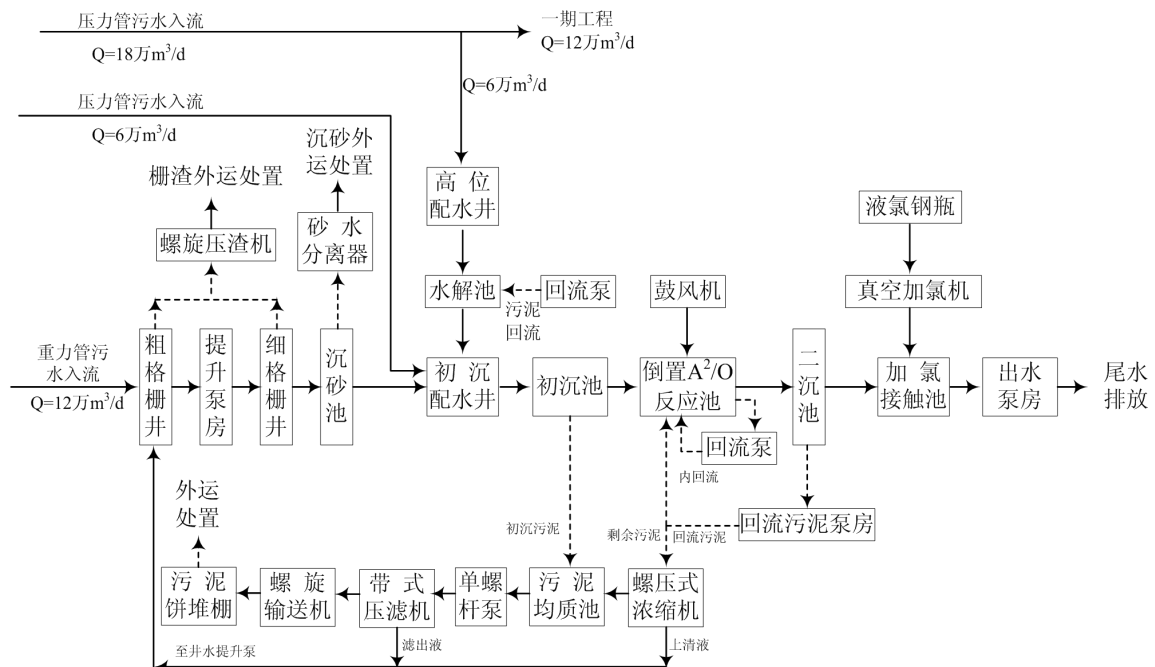 压力管污水入流
Q=18万m³/d
一期工程
Q=12万m³/d
Q=6万m³/d
压力管污水入流
Q=6万m³/d
沉砂外
运处置
栅渣外运处置
高 位
配水井
液氯钢瓶
砂 水
分离器
螺旋压渣机
水解池
回流泵
污泥
回流
鼓风机
真空加氯机
重力管污
水入流
Q=12万m³/d
粗格栅井
提升泵房
细格栅井
沉砂池
初 沉
配水井
初沉池
倒置A²/O
反应池
二沉池
加 氯
接触池
出水
泵房
尾水
排放
回流泵
内回流
外运
处置
初沉污泥
剩余污泥
回流污泥
回流污泥泵房
污 泥
饼堆棚
螺 旋
输送机
带 式
压滤机
单螺
杆泵
污 泥
均质池
螺压式
浓缩机
至井水提升泵
滤出液
上清液